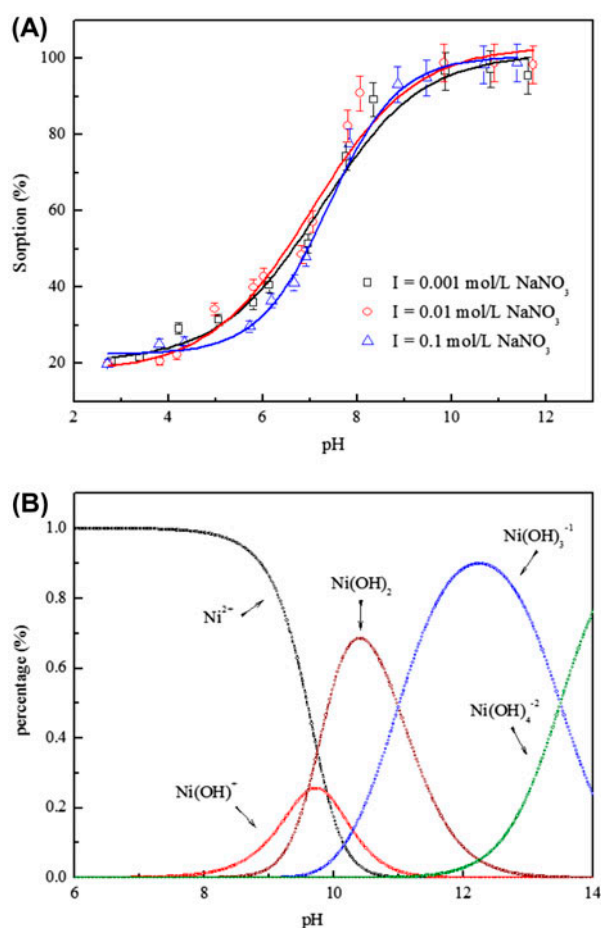 (A)
100
80
60
40
20
Sorption (%)
I = 0.001 mol/L NaNO₃
I = 0.01 mol/L NaNO₃
I = 0.1 mol/L NaNO₃
2 4 6 8 10 12 14
pH
(B)
1.0
0.8
0.6
0.4
0.2
0.0
percentage (%)
Ni(OH)₃⁻¹
Ni(OH)₂
Ni²⁺
Ni(OH)₄⁻²
Ni(OH)⁺
6 8 10 12 14
pH